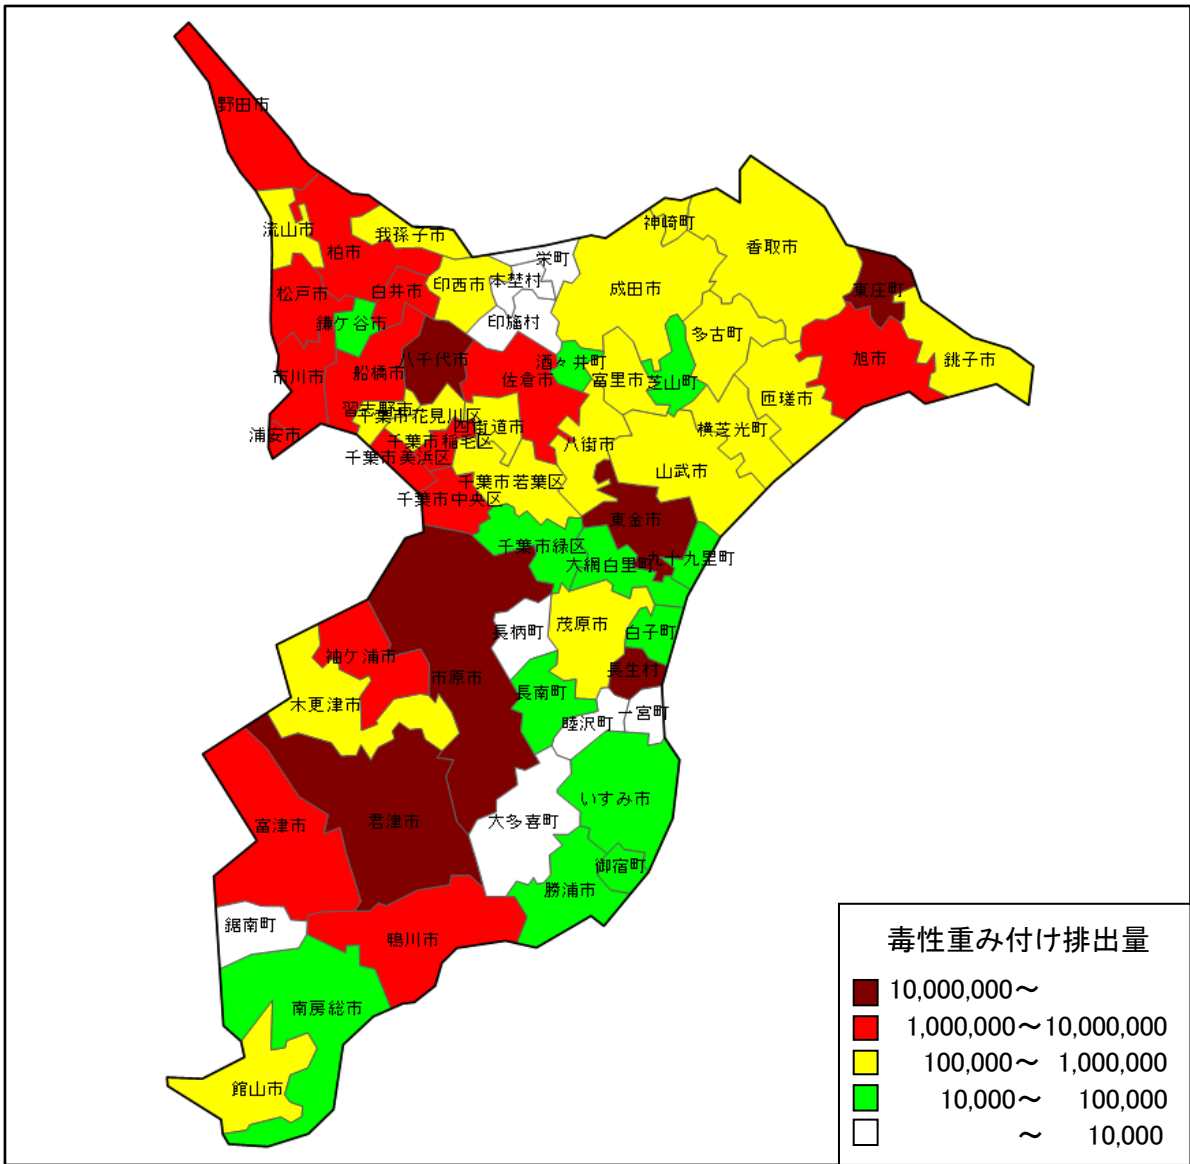 野田市
流山市
柏市
我孫子市
松戸市
白井市
鎌ケ谷市
印西市
本埜村
栄町
印旛村
成田市
神崎町
香取市
東庄町
銚子市
旭市
多古町
匝瑳市
横芝光町
芝山町
富里市
酒々井町
佐倉市
八千代市
船橋市
市川市
浦安市
習志野市
千葉市花見川区
四街道市
千葉市稲毛区
千葉市美浜区
千葉市若葉区
千葉市中央区
八街市
山武市
東金市
千葉市緑区
大網白里町
九十九里町
長柄町
茂原市
白子町
長生村
袖ケ浦市
市原市
木更津市
長南町
睦沢町
一宮町
いすみ市
大多喜町
君津市
富津市
御宿町
勝浦市
鋸南町
鴨川市
南房総市
館山市
毒性重み付け排出量
10,000,000～
1,000,000～10,000,000
100,000～ 1,000,000
10,000～ 100,000
～ 10,000